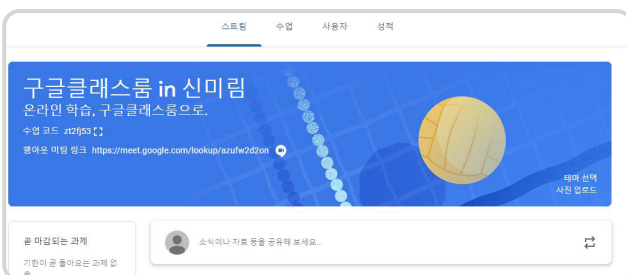 스트림 수업 사용자 성적
구글클래스룸 in 신미림
온라인 학습, 구글클래스룸으로.
수업 코드 zt2fj53
행아웃 미팅 링크 https://meet.google.com/lookup/azufw2d2on
테마 선택
사진 업로드
곧 마감되는 과제
소식이나 자료 등을 공유해 보세요...
기한이 곧 돌아오는 과제 없
음